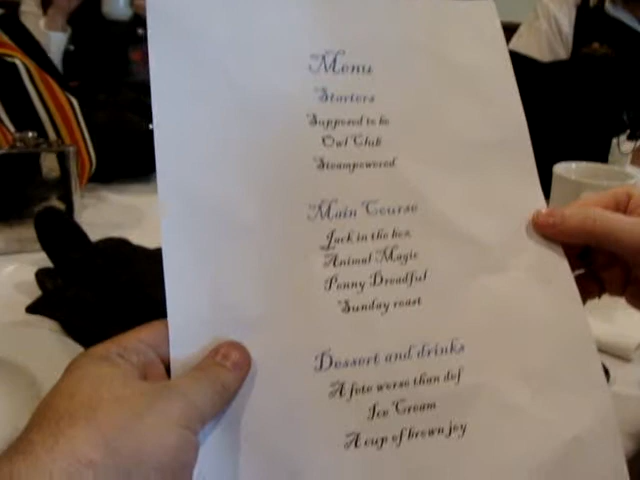 Menu
Starters
Supposed to be
Owl Club
Steampowered
Main Course
Jack in the box
Animal Magic
Penny Dreadful
Sunday roast
Dessert and drinks
A fete worse than def
Ice Cream
A cup of brown joy